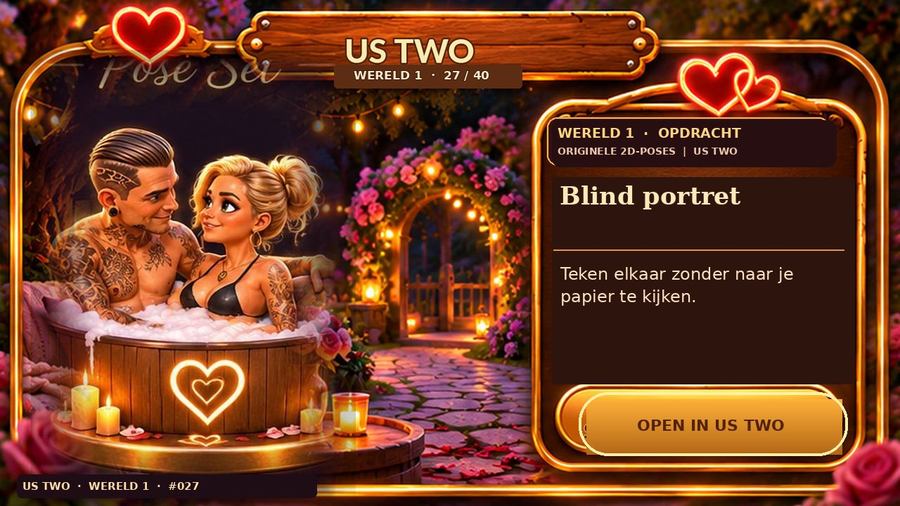 US TWO
WERELD 1 · 27 / 40
Pose Set
WERELD 1 · OPDRACHT
ORIGINELE 2D-POSES | US TWO
Blind portret
Teken elkaar zonder naar je
papier te kijken.
OPEN IN US TWO
US TWO · WERELD 1 · #027